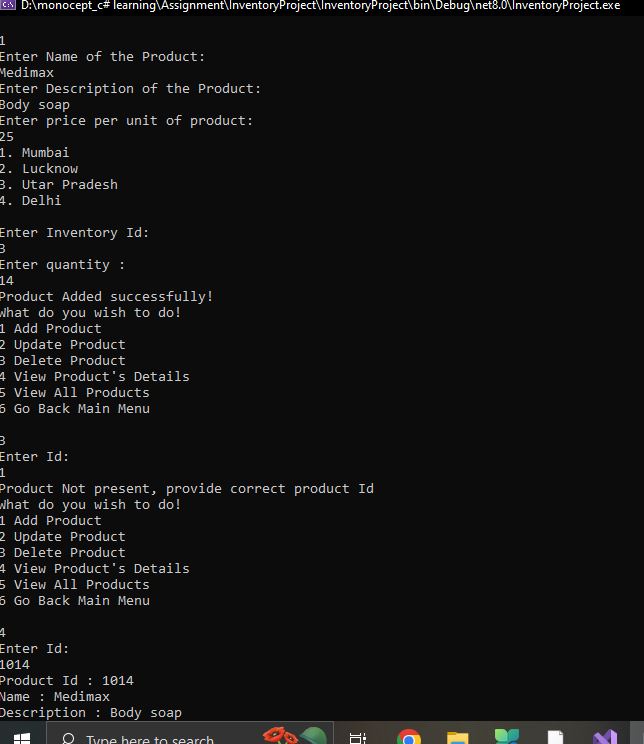 D:\monocept_c# learning\Assignment\InventoryProject\InventoryProject\bin\Debug\net8.0\InventoryProject.exe
1
Enter Name of the Product:
Medimax
Enter Description of the Product:
Body soap
Enter price per unit of product:
25
1. Mumbai
2. Lucknow
3. Utar Pradesh
4. Delhi
Enter Inventory Id:
3
Enter quantity :
14
Product Added successfully!
What do you wish to do!
1 Add Product
2 Update Product
3 Delete Product
4 View Product's Details
5 View All Products
6 Go Back Main Menu
3
Enter Id:
1
Product Not present, provide correct product Id
What do you wish to do!
1 Add Product
2 Update Product
3 Delete Product
4 View Product's Details
5 View All Products
6 Go Back Main Menu
4
Enter Id:
1014
Product Id : 1014
Name : Medimax
Description : Body soap
Type here to search